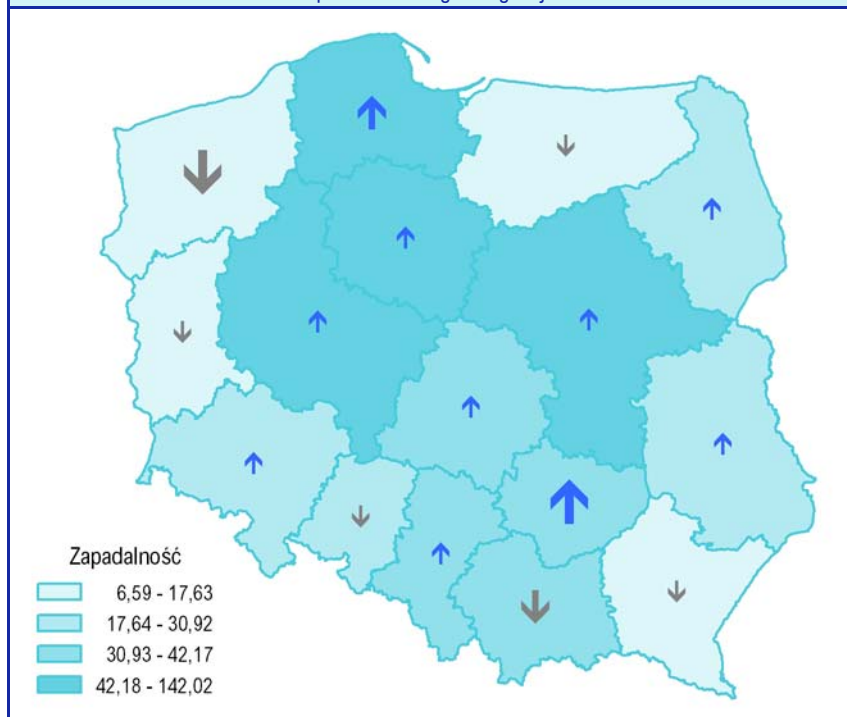 Zapadalność
6,59 - 17,63
17,64 - 30,92
30,93 - 42,17
42,18 - 142,02